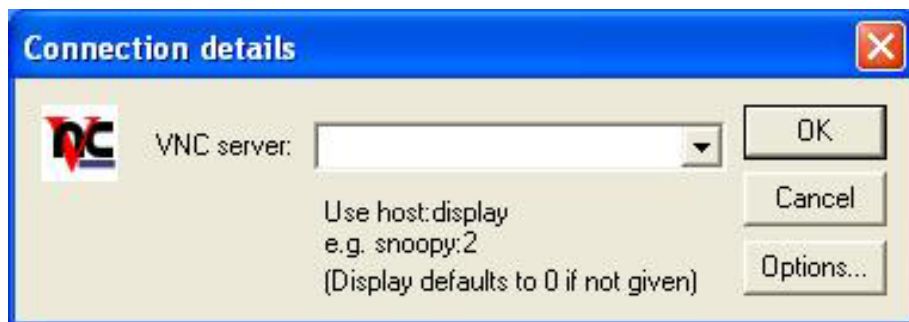 Connection details
VNC
VNC server:
OK
Use host:display
e.g. snoopy:2
(Display defaults to 0 if not given)
Cancel
Options...